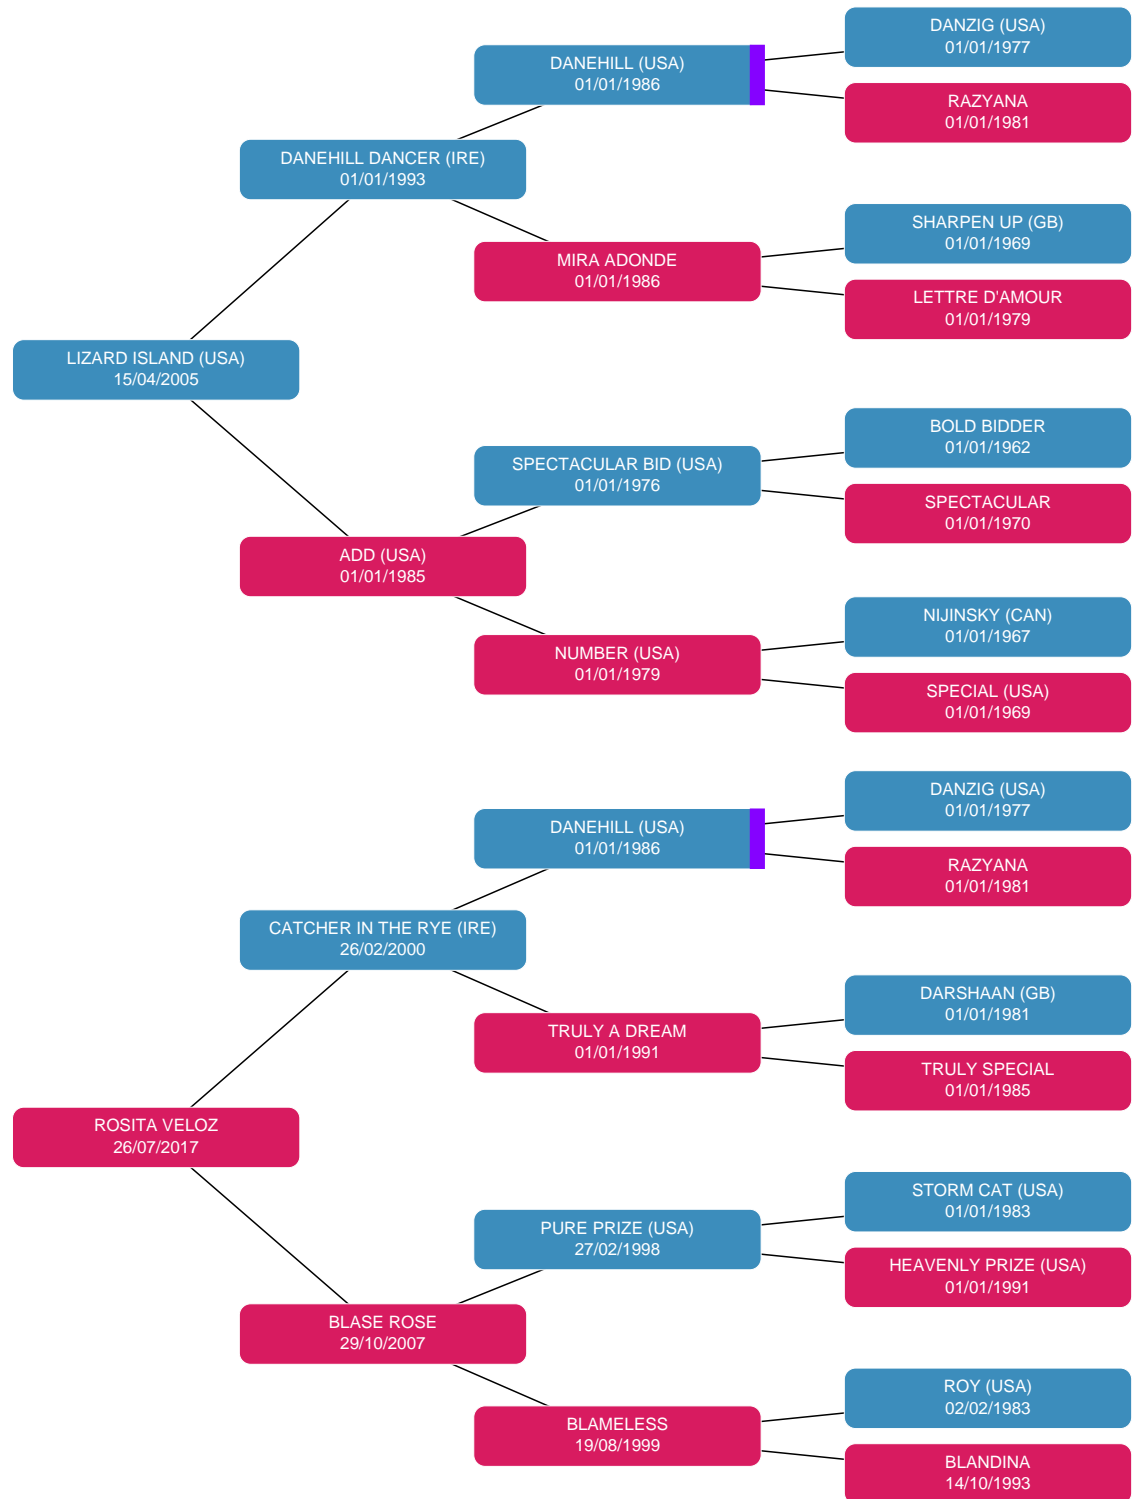 DANZIG (USA)
01/01/1977
DANEHILL (USA)
01/01/1986
RAZYANA
01/01/1981
DANEHILL DANCER (IRE)
01/01/1993
SHARPEN UP (GB)
01/01/1969
MIRA ADONDE
01/01/1986
LETTRE D'AMOUR
01/01/1979
LIZARD ISLAND (USA)
15/04/2005
BOLD BIDDER
01/01/1962
SPECTACULAR BID (USA)
01/01/1976
SPECTACULAR
01/01/1970
ADD (USA)
01/01/1985
NIJINSKY (CAN)
01/01/1967
NUMBER (USA)
01/01/1979
SPECIAL (USA)
01/01/1969
DANZIG (USA)
01/01/1977
DANEHILL (USA)
01/01/1986
RAZYANA
01/01/1981
CATCHER IN THE RYE (IRE)
26/02/2000
DARSHAAN (GB)
01/01/1981
TRULY A DREAM
01/01/1991
TRULY SPECIAL
01/01/1985
ROSITA VELOZ
26/07/2017
STORM CAT (USA)
01/01/1983
PURE PRIZE (USA)
27/02/1998
HEAVENLY PRIZE (USA)
01/01/1991
BLASE ROSE
29/10/2007
ROY (USA)
02/02/1983
BLAMELESS
19/08/1999
BLANDINA
14/10/1993